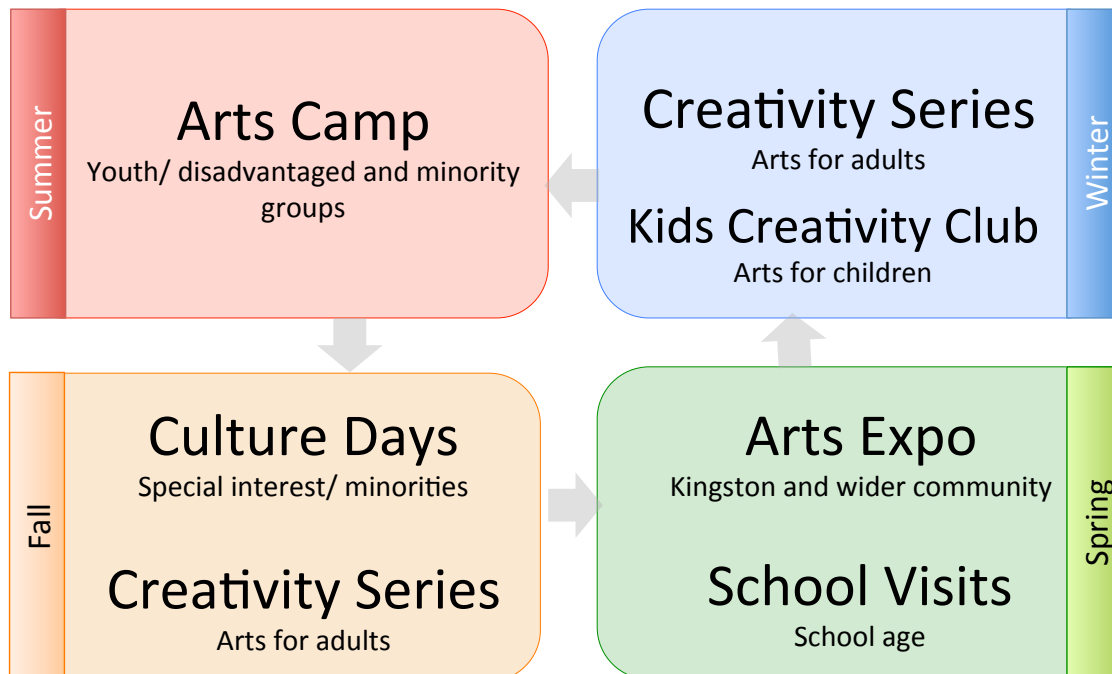 Summer
Arts Camp
Youth/ disadvantaged and minority
groups
Creativity Series
Arts for adults
Kids Creativity Club
Arts for children
Winter
Fall
Culture Days
Special interest/ minorities
Creativity Series
Arts for adults
Arts Expo
Kingston and wider community
School Visits
School age
Spring